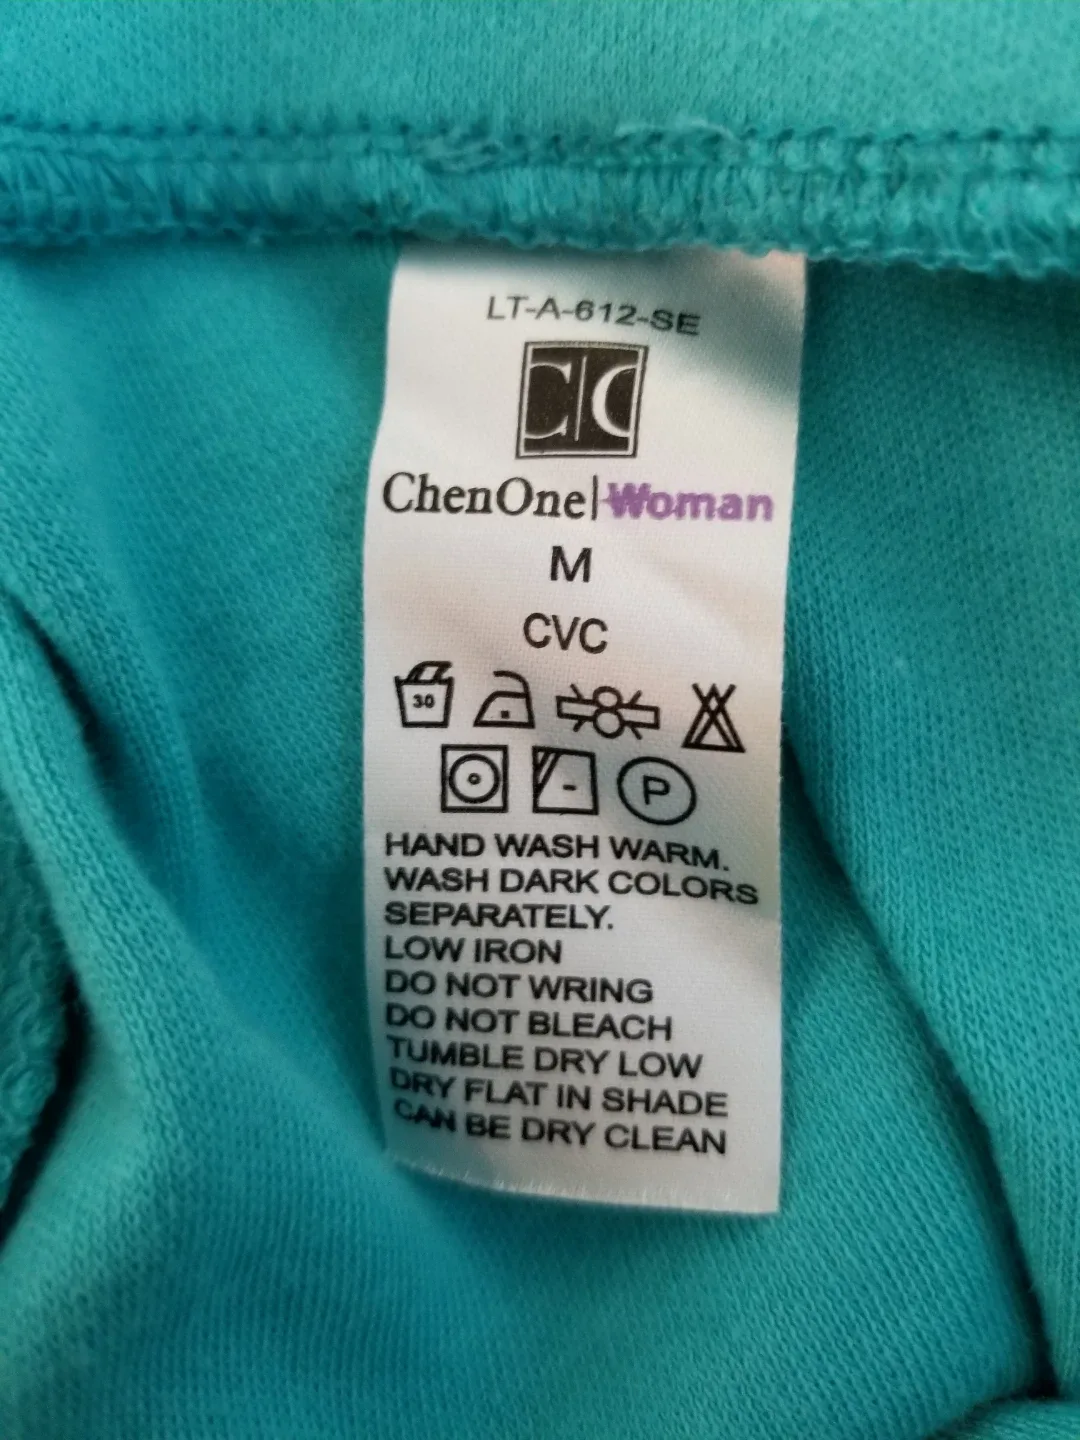 LT-A-612-SE
C|C
ChenOne|Woman
M
CVC
30
P
HAND WASH WARM.
WASH DARK COLORS
SEPARATELY.
LOW IRON
DO NOT WRING
DO NOT BLEACH
TUMBLE DRY LOW
DRY FLAT IN SHADE
CAN BE DRY CLEAN